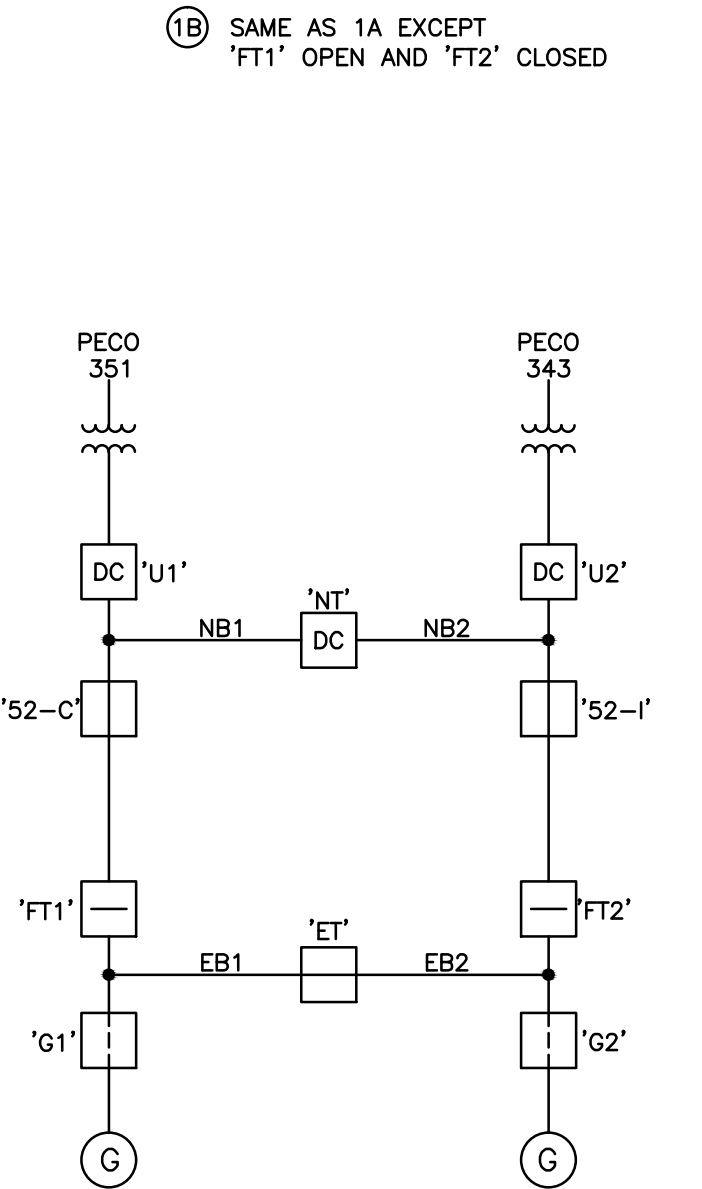 1B SAME AS 1A EXCEPT
'FT1' OPEN AND 'FT2' CLOSED
PECO
351
PECO
343
DC 'U1'
DC 'U2'
'NT'
NB1
DC
NB2
'52-C'
'52-I'
'FT1'
'FT2'
'ET'
EB1
EB2
'G1'
'G2'
G
G